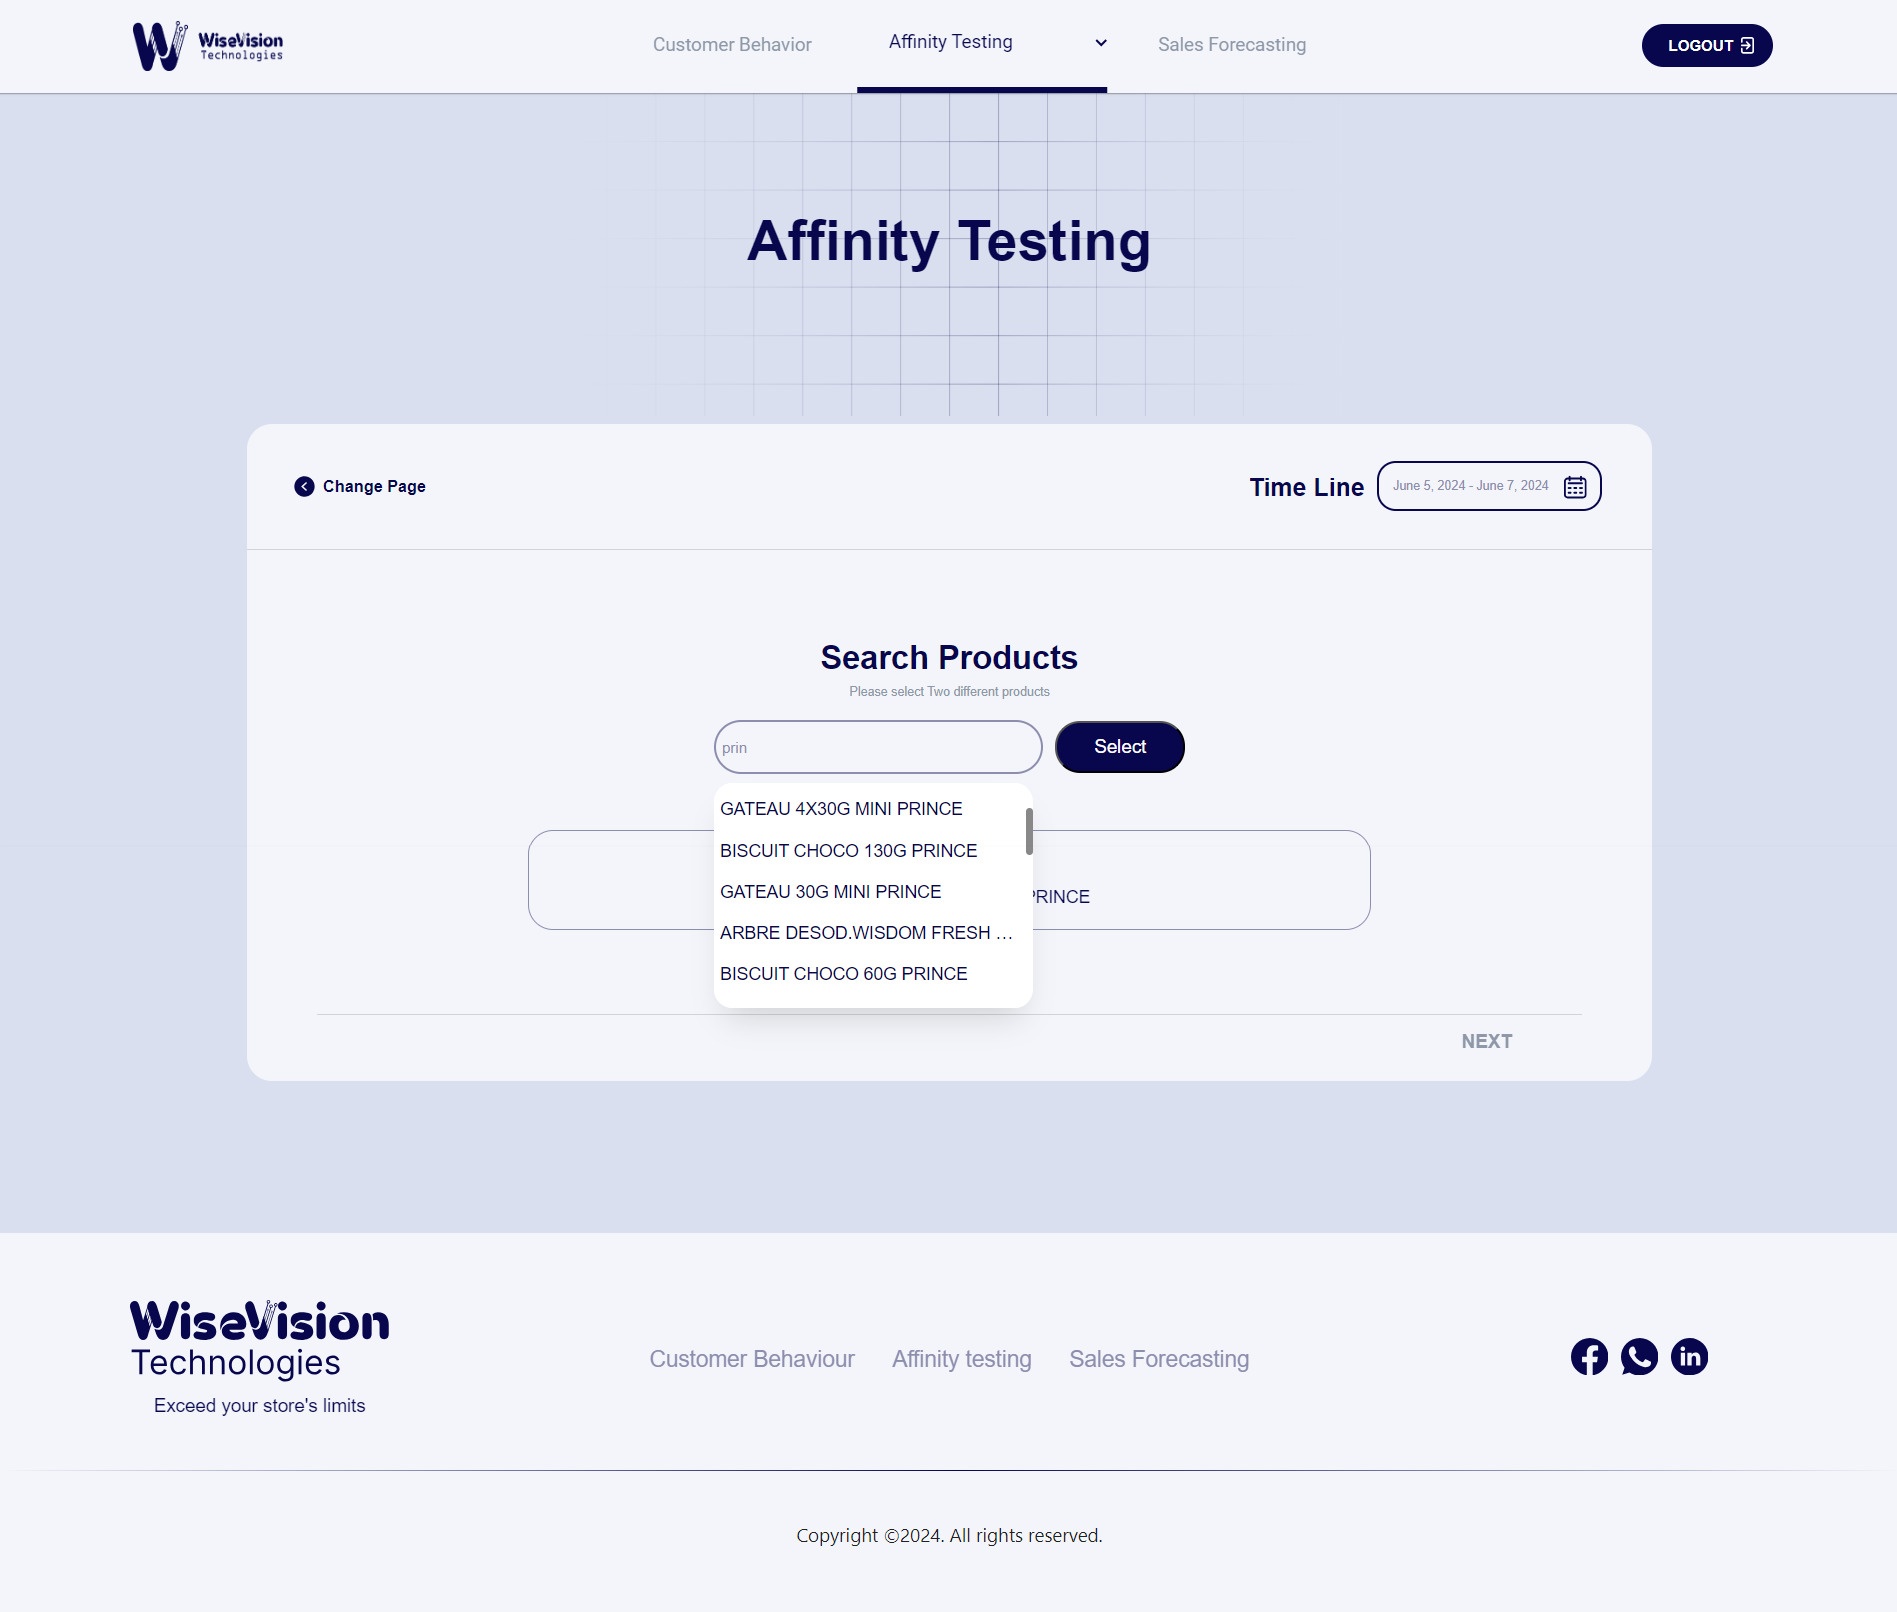 WiseVision
Technologies
Customer Behavior
Affinity Testing
Sales Forecasting
LOGOUT
Affinity Testing
Change Page
Time Line
June 5, 2024 - June 7, 2024
Search Products
Please select Two different products
prin
Select
GATEAU 4X30G MINI PRINCE
BISCUIT CHOCO 130G PRINCE
GATEAU 30G MINI PRINCE
PRINCE
ARBRE DESOD.WISDOM FRESH ...
BISCUIT CHOCO 60G PRINCE
NEXT
WiseVision
Technologies
Exceed your store's limits
Customer Behaviour
Affinity testing
Sales Forecasting
Copyright ©2024. All rights reserved.